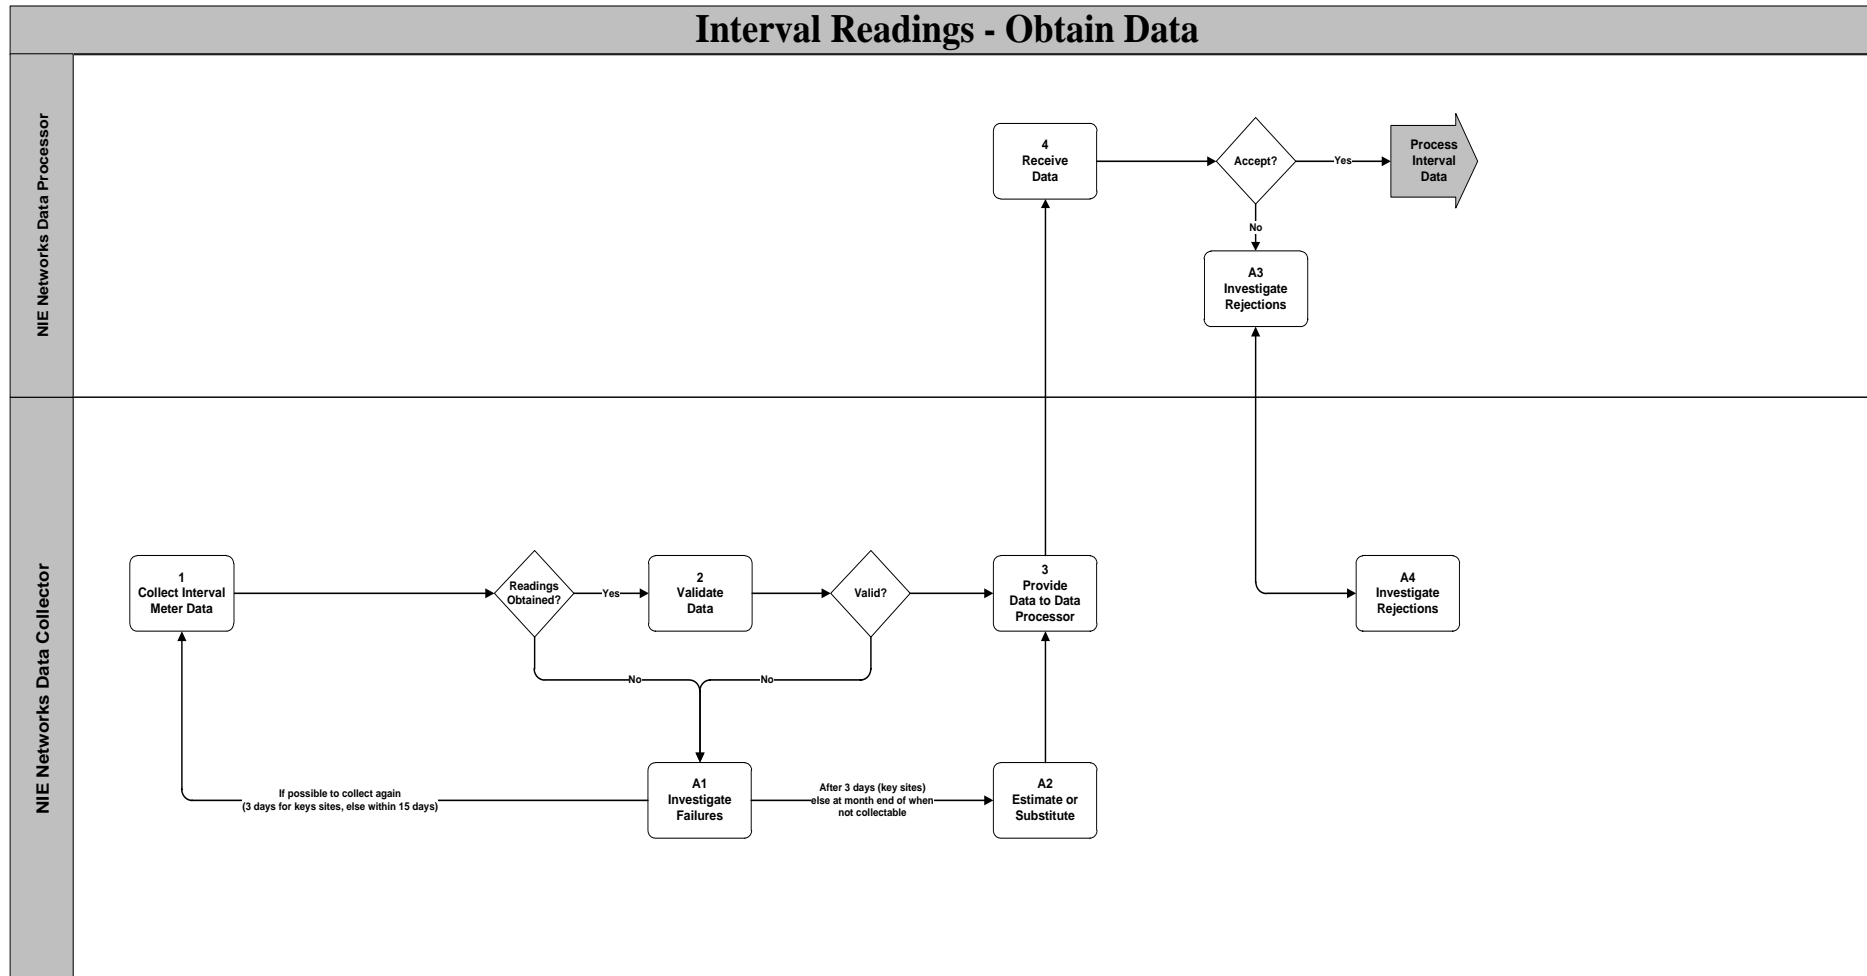 Interval Readings - Obtain Data
NIE Networks Data Processor
4
Receive
Data
Accept?
Yes
Process
Interval
Data
No
A3
Investigate
Rejections
NIE Networks Data Collector
1
Collect Interval
Meter Data
Readings
Obtained?
Yes
2
Validate
Data
Valid?
3
Provide
Data to Data
Processor
A4
Investigate
Rejections
No
No
If possible to collect again
(3 days for keys sites, else within 15 days)
A1
Investigate
Failures
After 3 days (key sites)
else at month end of when
not collectable
A2
Estimate or
Substitute